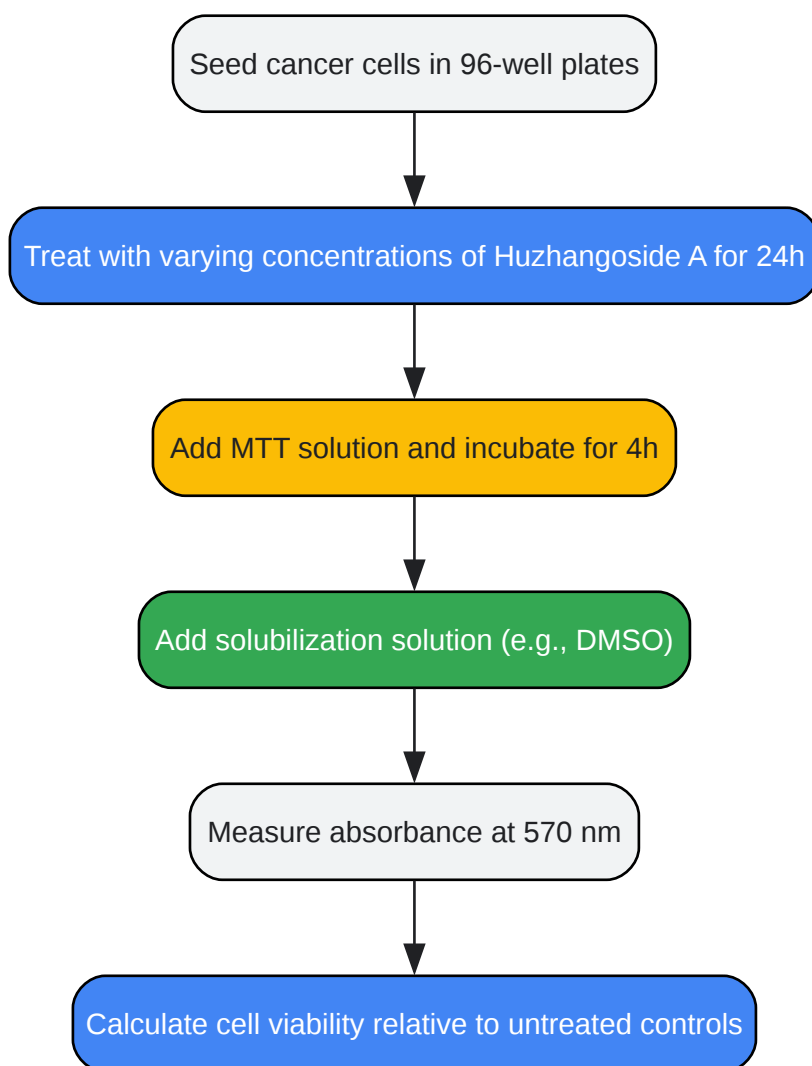 Seed cancer cells in 96-well plates
Treat with varying concentrations of Huzhangoside A for 24h
Add MTT solution and incubate for 4h
Add solubilization solution (e.g., DMSO)
Measure absorbance at 570 nm
Calculate cell viability relative to untreated controls